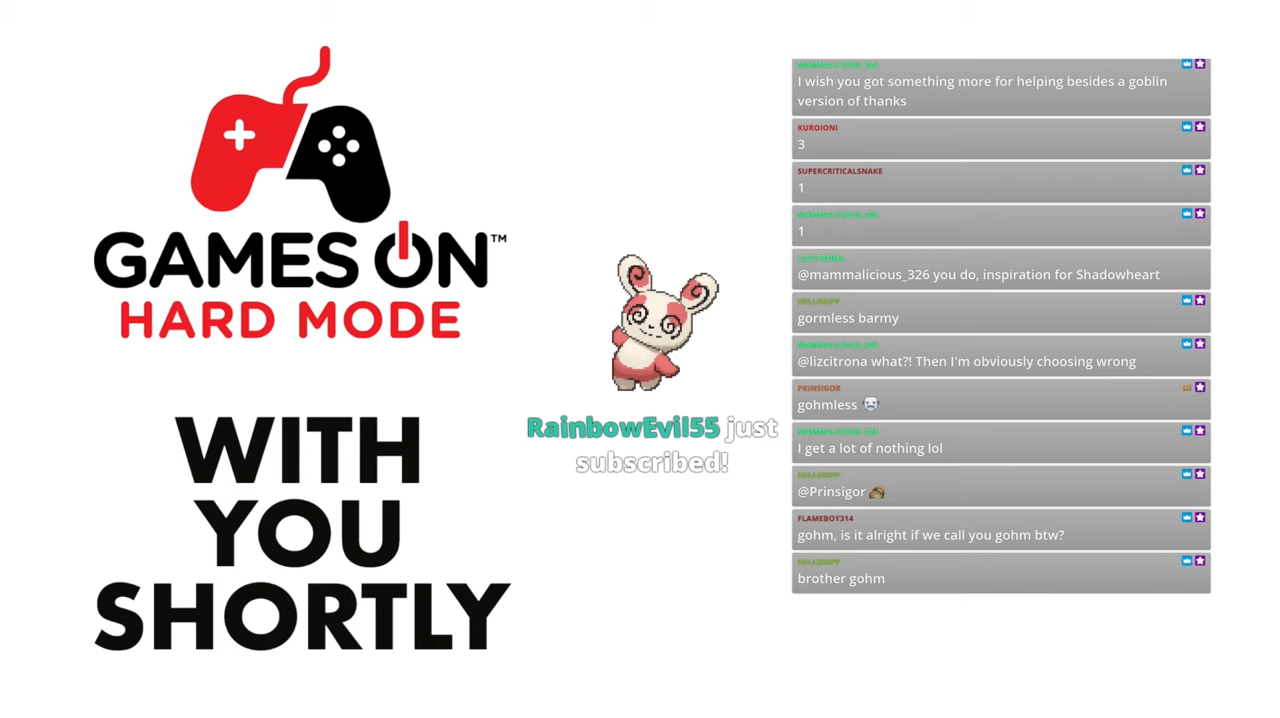 GAMES ON™
HARD MODE
WITH
YOU
SHORTLY
RainbowEvil55 just
subscribed!
I wish you got something more for helping besides a goblin
version of thanks
KUROIONI
3
SUPERCRITICALSNAKE
1
1
@mammalicious_326 you do, inspiration for Shadowheart
gormless barmy
@lizcitrona what?! Then I'm obviously choosing wrong
PRINSIGOR
gohmless
I get a lot of nothing lol
@Prinsigor
FLAMEBOY314
gohm, is it alright if we call you gohm btw?
brother gohm